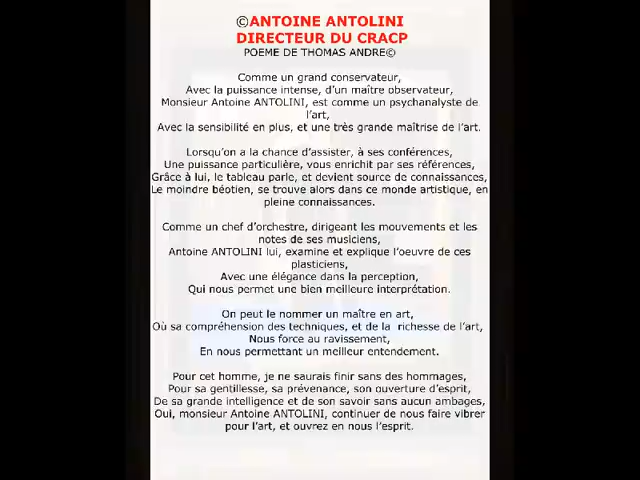 ©ANTOINE ANTOLINI
DIRECTEUR DU CRACP
POEME DE THOMAS ANDRE©
Comme un grand conservateur,
Avec la puissance intense, d'un maître observateur,
Monsieur Antoine ANTOLINI, est comme un psychanalyste de
l'art,
Avec la sensibilité en plus, et une très grande maîtrise de l'art.
Lorsqu'on a la chance d'assister, à ses conférences,
Une puissance particulière, vous enrichit par ses références,
Grâce à lui, le tableau parle, et devient source de connaissances,
Le moindre béotien, se trouve alors dans ce monde artistique, en
pleine connaissances.
Comme un chef d'orchestre, dirigeant les mouvements et les
notes de ses musiciens,
Antoine ANTOLINI lui, examine et explique l'oeuvre de ces
plasticiens,
Avec une élégance dans la perception,
Qui nous permet une bien meilleure interprétation.
On peut le nommer un maître en art,
Où sa compréhension des techniques, et de la richesse de l'art,
Nous force au ravissement,
En nous permettant un meilleur entendement.
Pour cet homme, je ne saurais finir sans des hommages,
Pour sa gentillesse, sa prévenance, son ouverture d'esprit,
De sa grande intelligence et de son savoir sans aucun ambages,
Oui, monsieur Antoine ANTOLINI, continuer de nous faire vibrer
pour l'art, et ouvrez en nous l'esprit.